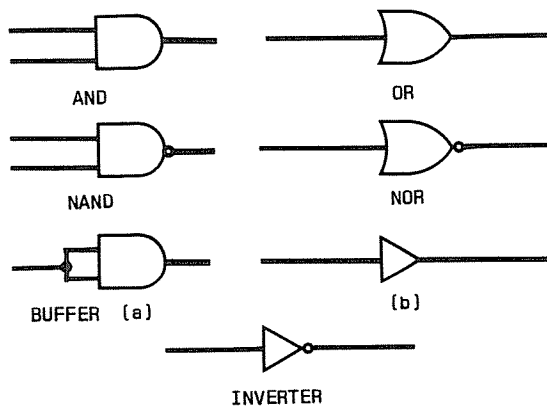 AND
OR
NAND
NOR
BUFFER (a)
(b)
INVERTER